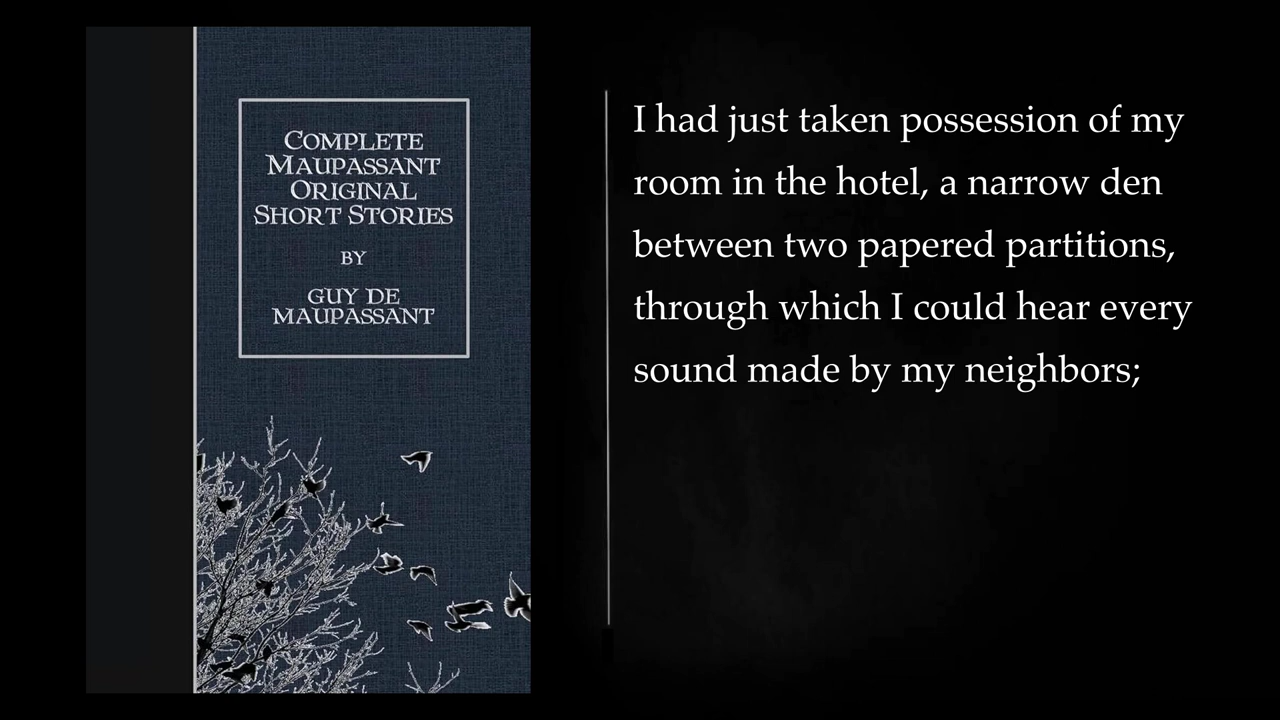 COMPLETE
MAUPASSANT
ORIGINAL
SHORT STORIES
BY
GUY DE
MAUPASSANT
I had just taken possession of my
room in the hotel, a narrow den
between two papered partitions,
through which I could hear every
sound made by my neighbors;